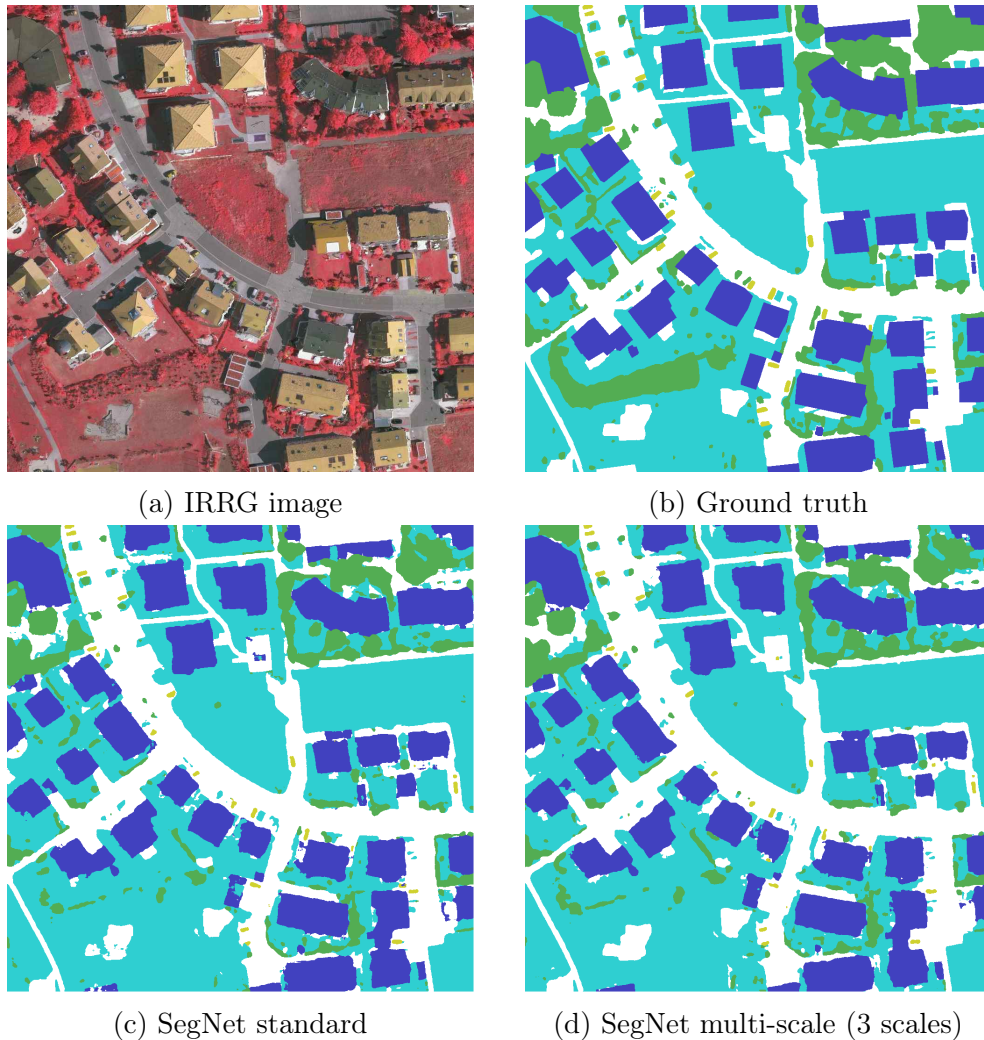 (a) IRRG image
(b) Ground truth
(c) SegNet standard
(d) SegNet multi-scale (3 scales)